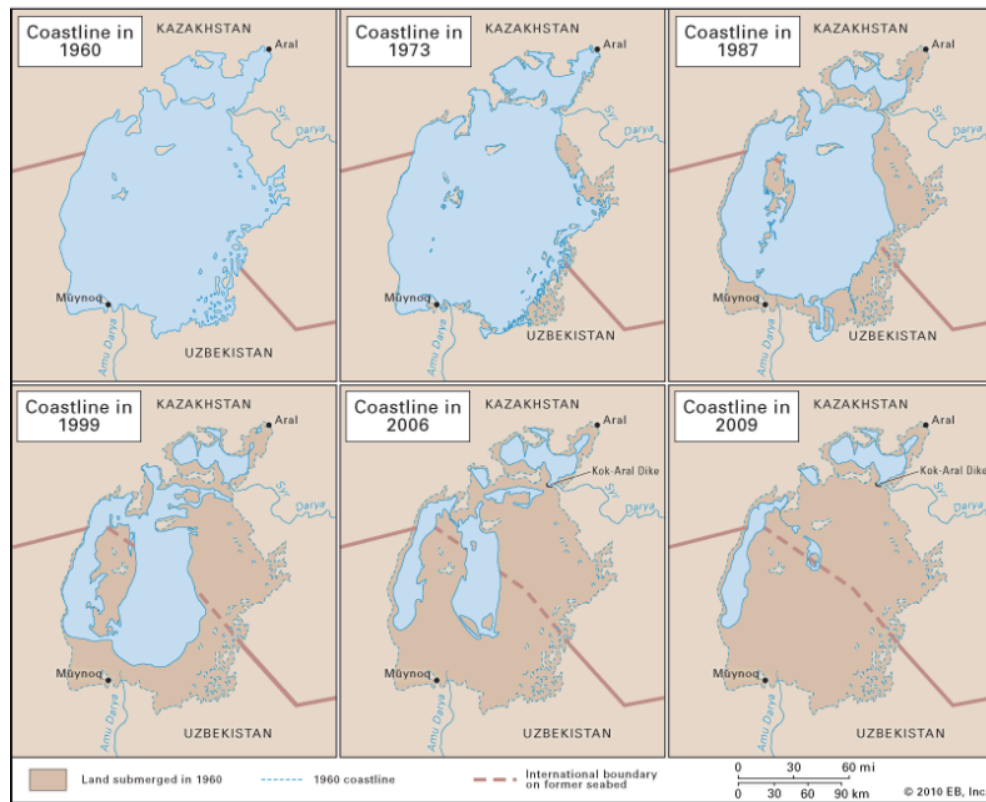 Coastline in
1960
KAZAKHSTAN
Aral
Syr
Darya
Mŭynoq
Amu Darya
UZBEKISTAN
Coastline in
1973
KAZAKHSTAN
Aral
Syr
Darya
Mŭynoq
Amu Darya
UZBEKISTAN
Coastline in
1987
KAZAKHSTAN
Aral
Syr
Darya
Mŭynoq
Amu Darya
UZBEKISTAN
Coastline in
1999
KAZAKHSTAN
Aral
Syr
Darya
Mŭynoq
Amu Darya
UZBEKISTAN
Coastline in
2006
KAZAKHSTAN
Aral
Kok-Aral Dike
Syr
Darya
Mŭynoq
Amu Darya
UZBEKISTAN
Coastline in
2009
KAZAKHSTAN
Aral
Kok-Aral Dike
Syr
Darya
Mŭynoq
Amu Darya
UZBEKISTAN
Land submerged in 1960
1960 coastline
International boundary
on former seabed
0 30 60 mi
0 30 60 90 km
© 2010 EB, Inc.